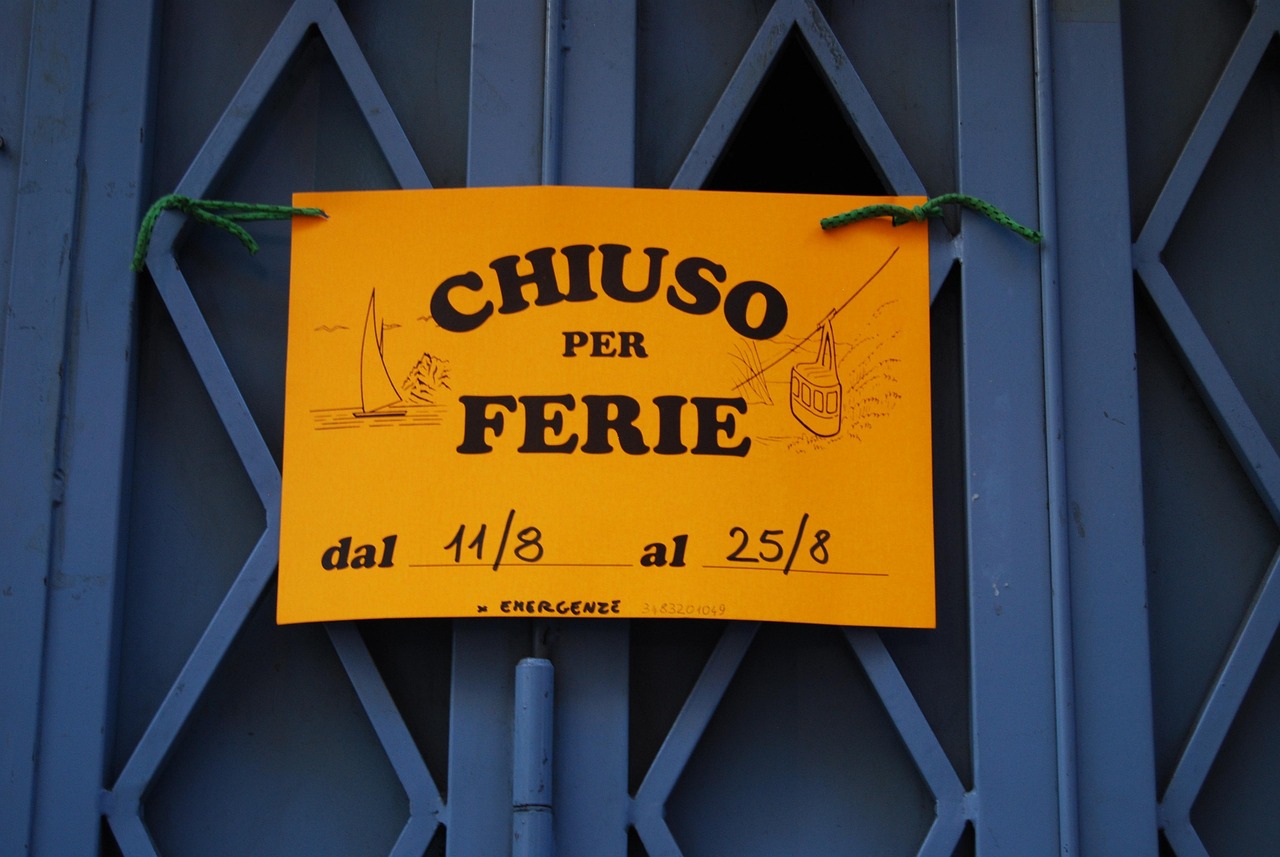 CHIUSO
PER
FERIE
dal 11/8 al 25/8
x EMERGENZE 3483201049